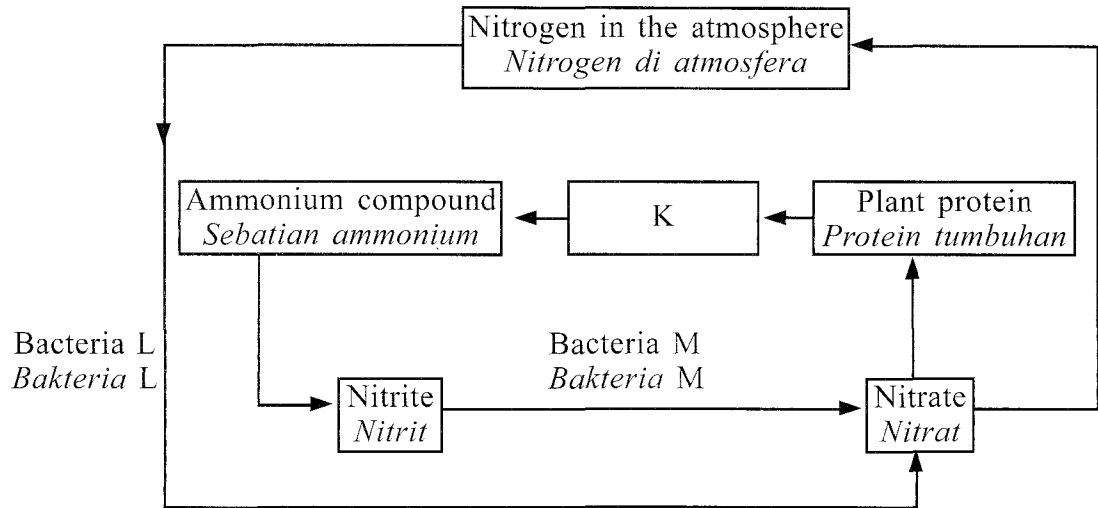 Nitrogen in the atmosphere
Nitrogen di atmosfera
Ammonium compound
Sebatian ammonium
K
Plant protein
Protein tumbuhan
Bacteria L
Bakteria L
Bacteria M
Bakteria M
Nitrite
Nitrit
Nitrate
Nitrat